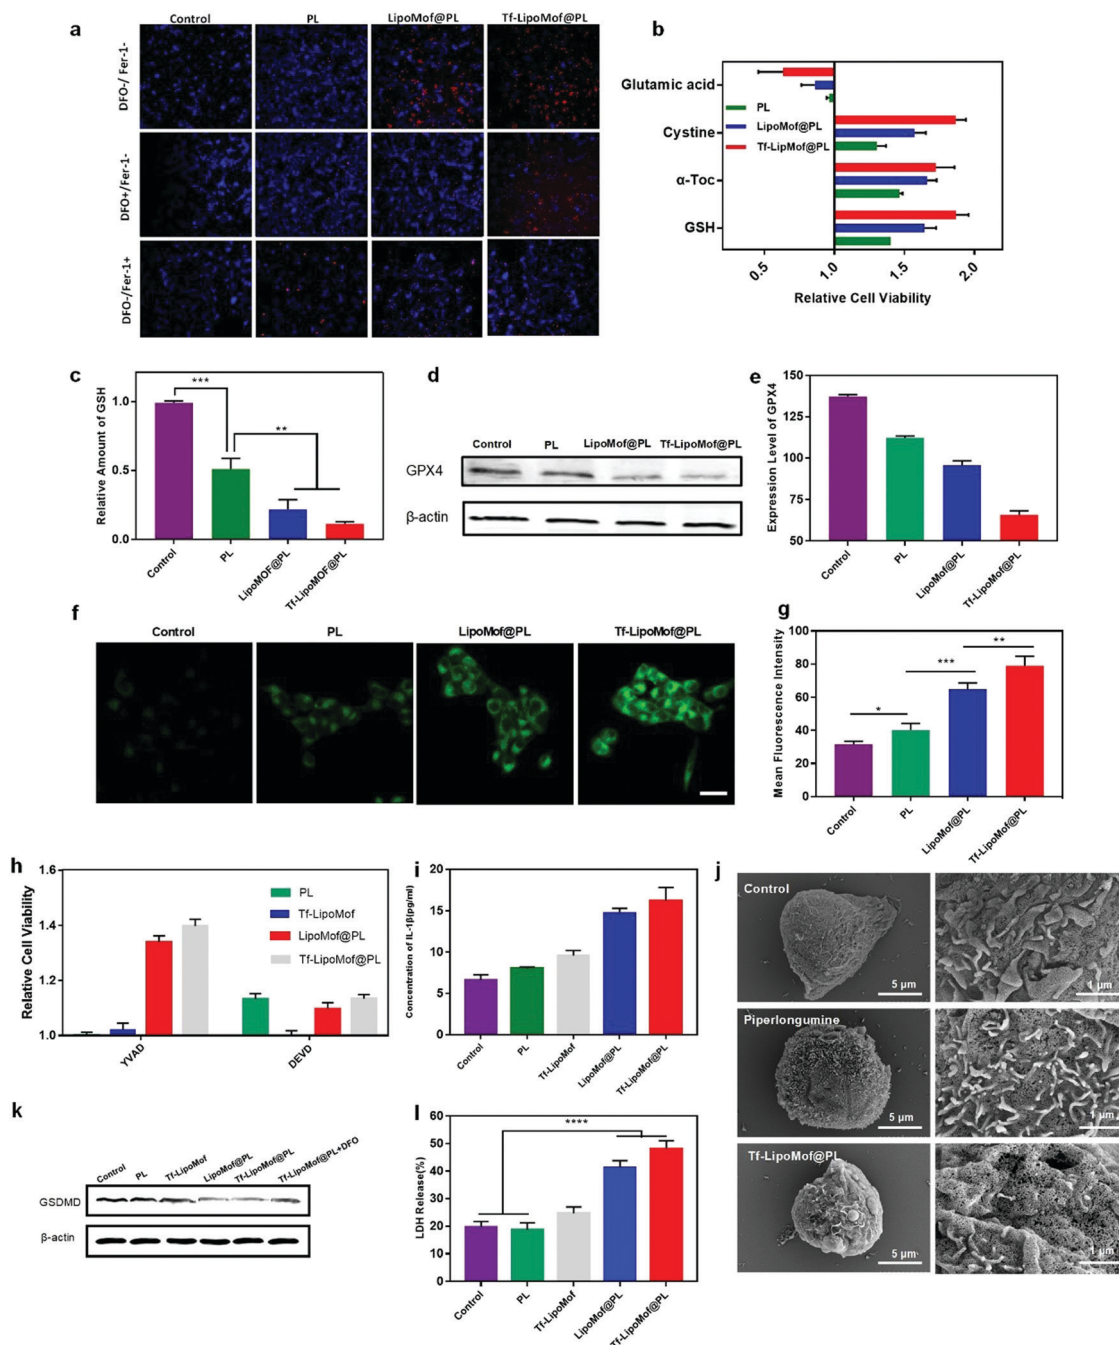 a
Control
PL
LipoMof@PL
Tf-LipoMof@PL
DFO-/ Fer-1-
DFO+/Fer-1-
DFO-/Fer-1+
b
Glutamic acid
Cystine
α-Toc
GSH
PL
LipoMof@PL
Tf-LipMof@PL
0.5
1.0
1.5
2.0
Relative Cell Viability
c
Relative Amount of GSH
1.0
0.5
0.0
***
**
Control
PL
LipoMOF@PL
Tf-LipoMOF@PL
d
Control
PL
LipoMof@PL
Tf-LipoMof@PL
GPX4
β-actin
e
Expression Level of GPX4
150
125
100
75
50
Control
PL
LipoMof@PL
Tf-LipoMof@PL
f
Control
PL
LipoMof@PL
Tf-LipoMof@PL
g
Mean Fluorescence Intensity
100
80
60
40
20
0
*
***
**
Control
PL
LipoMof@PL
Tf-LipoMof@PL
h
Relative Cell Viability
1.6
1.4
1.2
1.0
PL
Tf-LipoMof
LipoMof@PL
Tf-LipoMof@PL
YVAD
DEVD
i
Concentration of IL-1β(pg/ml)
20
15
10
5
0
Control
PL
Tf-LipoMof
LipoMof@PL
Tf-LipoMof@PL
j
Control
5 µm
1 µm
Piperlongumine
5 µm
1 µm
Tf-LipoMof@PL
5 µm
1 µm
k
Control
PL
Tf-LipoMof
LipoMof@PL
Tf-LipoMof@PL
Tf-LipoMof@PL+DFO
GSDMD
β-actin
l
LDH Release(%)
60
50
40
30
20
10
0
****
Control
PL
Tf-LipoMof
LipoMof@PL
Tf-LipoMof@PL